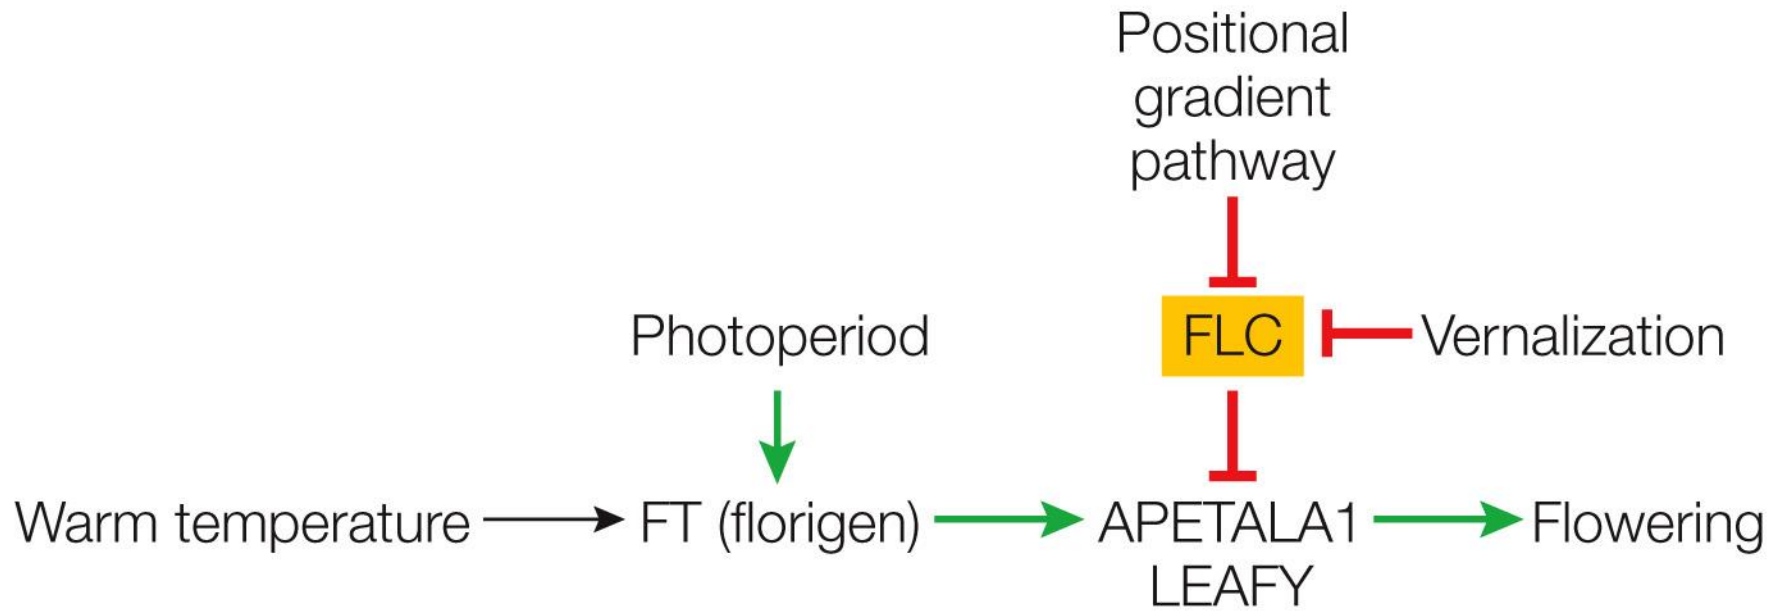 Positional
gradient
pathway
Photoperiod
FLC
Vernalization
Warm temperature
FT (florigen)
APETALA1
LEAFY
Flowering